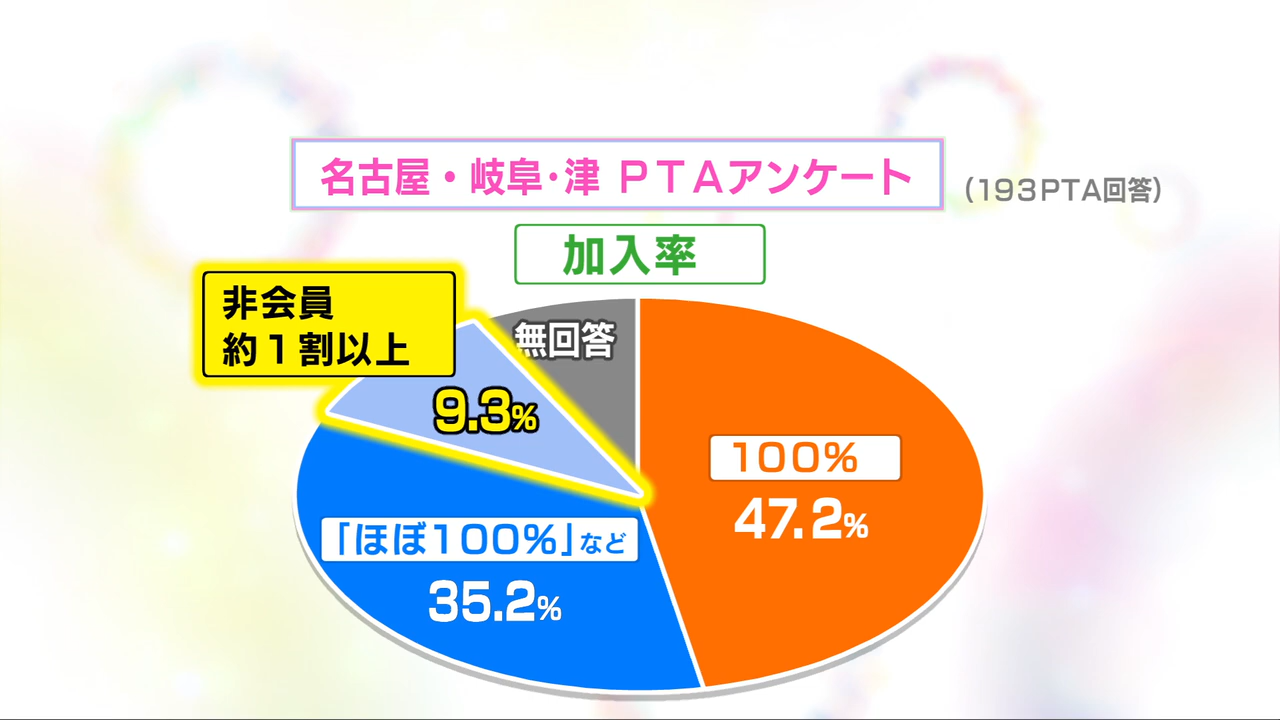 名古屋・岐阜・津 PTAアンケート
(193PTA回答)
加入率
非会員
約1割以上
無回答
9.3%
100%
47.2%
「ほぼ100%」など
35.2%